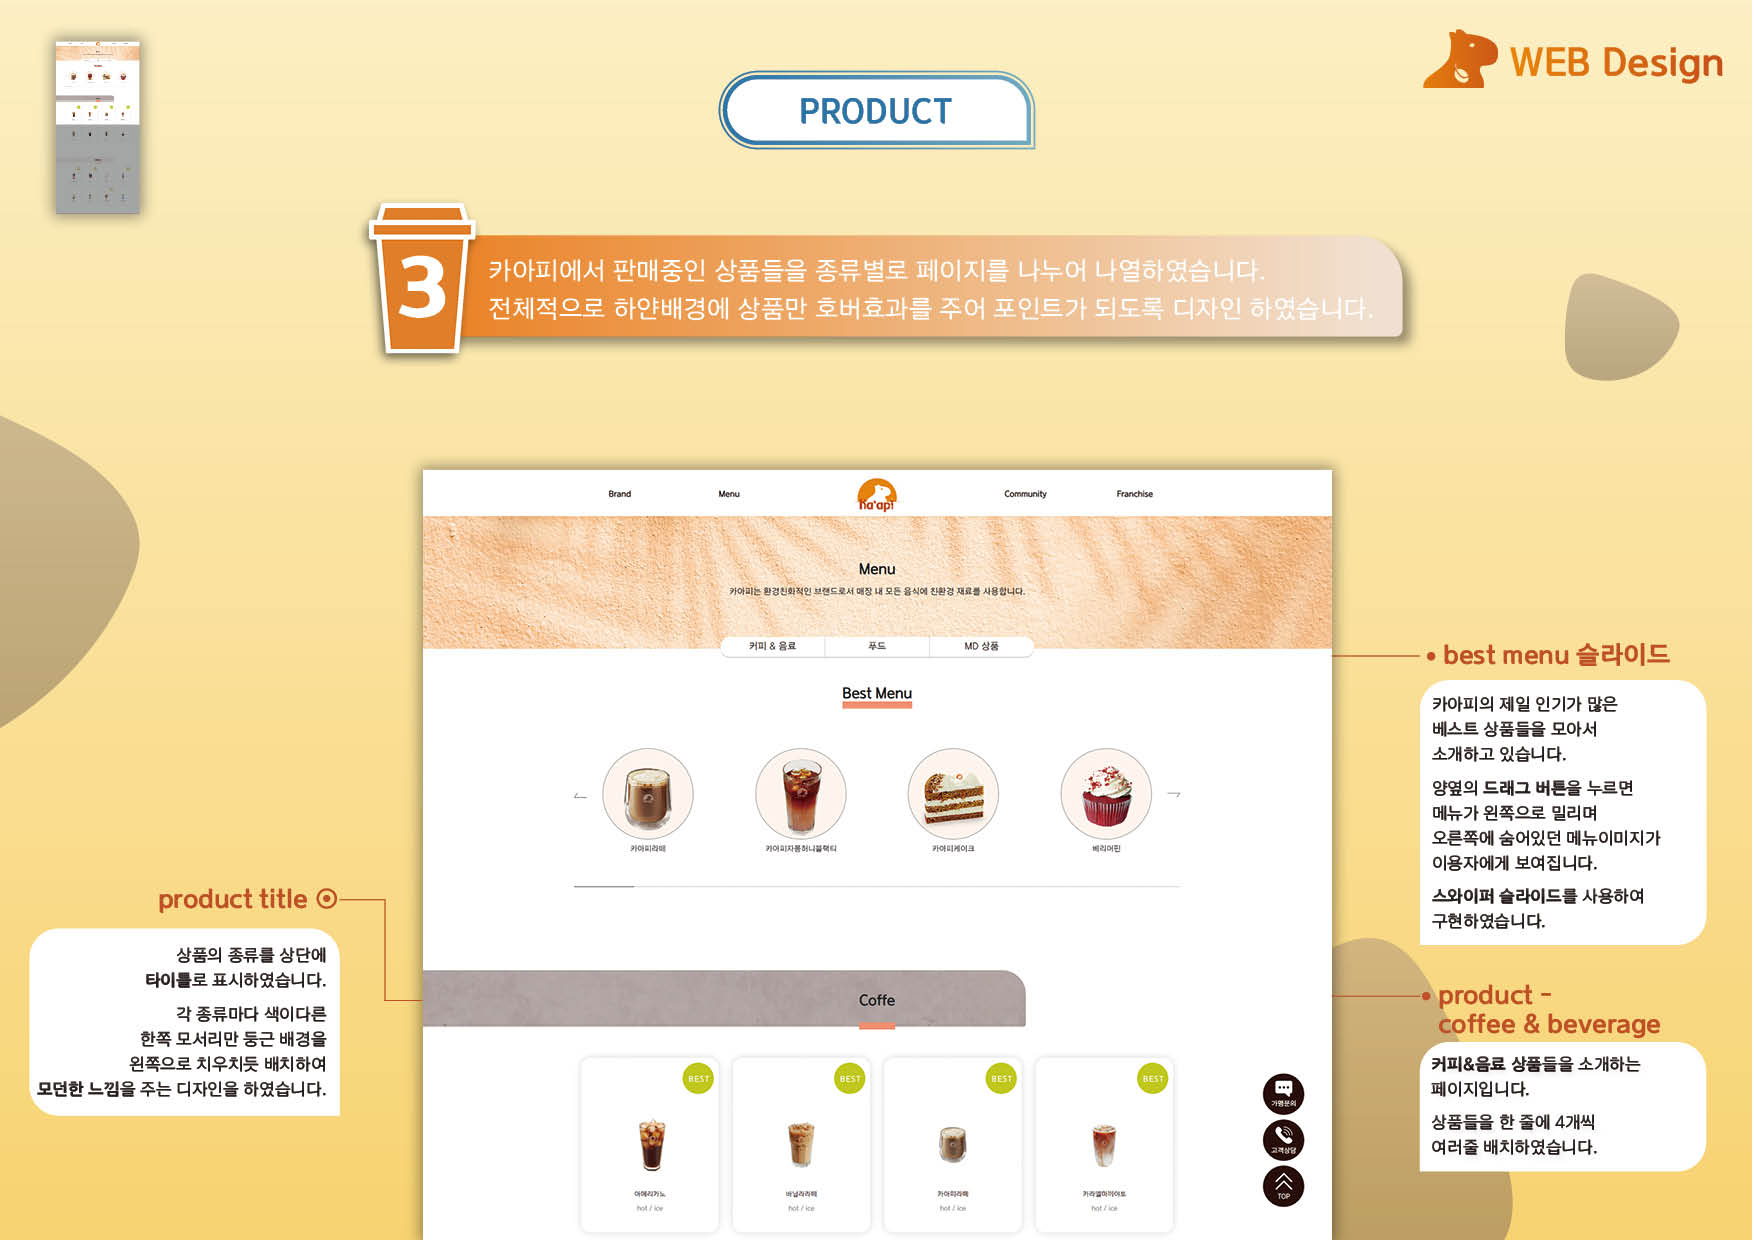 WEB Design
PRODUCT
3
카아피에서 판매중인 상품들을 종류별로 페이지를 나누어 나열하였습니다.
전체적으로 하얀배경에 상품만 호버효과를 주어 포인트가 되도록 디자인 하였습니다.
Brand
Menu
Ka'api
Community
Franchise
Menu
카아피는 환경친화적인 브랜드로서 매장 내 모든 음식에 친환경 재료를 사용합니다.
커피 & 음료
푸드
MD 상품
Best Menu
카아피라떼
카아피자몽허니블랙티
카아피케이크
베리머핀
best menu 슬라이드
카아피의 제일 인기가 많은
베스트 상품들을 모아서
소개하고 있습니다.
양옆의 드래그 버튼을 누르면
메뉴가 왼쪽으로 밀리며
오른쪽에 숨어있던 메뉴이미지가
이용자에게 보여집니다.
스와이퍼 슬라이드를 사용하여
구현하였습니다.
product title
상품의 종류를 상단에
타이틀로 표시하였습니다.
각 종류마다 색이다른
한쪽 모서리만 둥근 배경을
왼쪽으로 치우치듯 배치하여
모던한 느낌을 주는 디자인을 하였습니다.
Coffe
BEST
BEST
BEST
BEST
아메리카노
hot / ice
바닐라라떼
hot / ice
카아피라떼
hot / ice
카라멜마끼아또
hot / ice
가맹문의
고객상담
TOP
product -
coffee & beverage
커피&음료 상품들을 소개하는
페이지입니다.
상품들을 한 줄에 4개씩
여러줄 배치하였습니다.